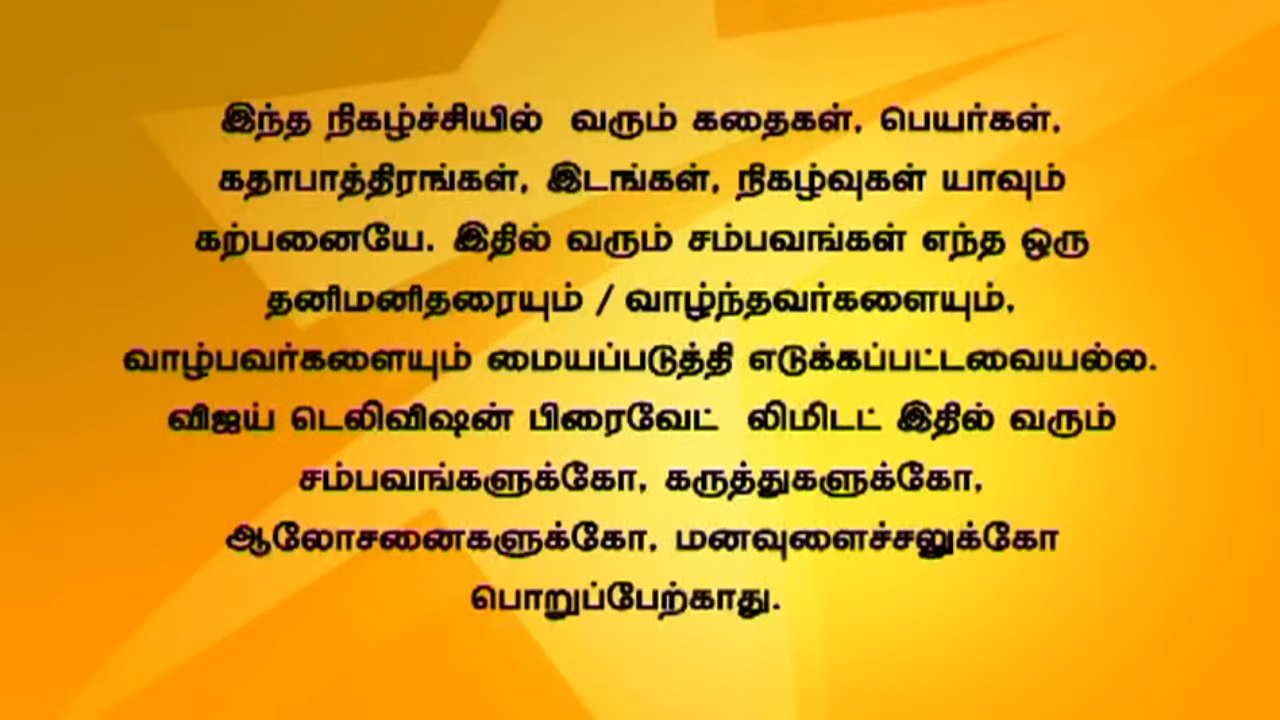 இந்த நிகழ்ச்சியில் வரும் கதைகள், பெயர்கள்,
கதாபாத்திரங்கள், இடங்கள், நிகழ்வுகள் யாவும்
கற்பனையே. இதில் வரும் சம்பவங்கள் எந்த ஒரு
தனிமனிதரையும் / வாழ்ந்தவர்களையும்,
வாழ்பவர்களையும் மையப்படுத்தி எடுக்கப்பட்டவையல்ல.
விஜய் டெலிவிஷன் பிரைவேட் லிமிடட் இதில் வரும்
சம்பவங்களுக்கோ, கருத்துகளுக்கோ,
ஆலோசனைகளுக்கோ, மனவுளைச்சலுக்கோ
பொறுப்பேற்காது.